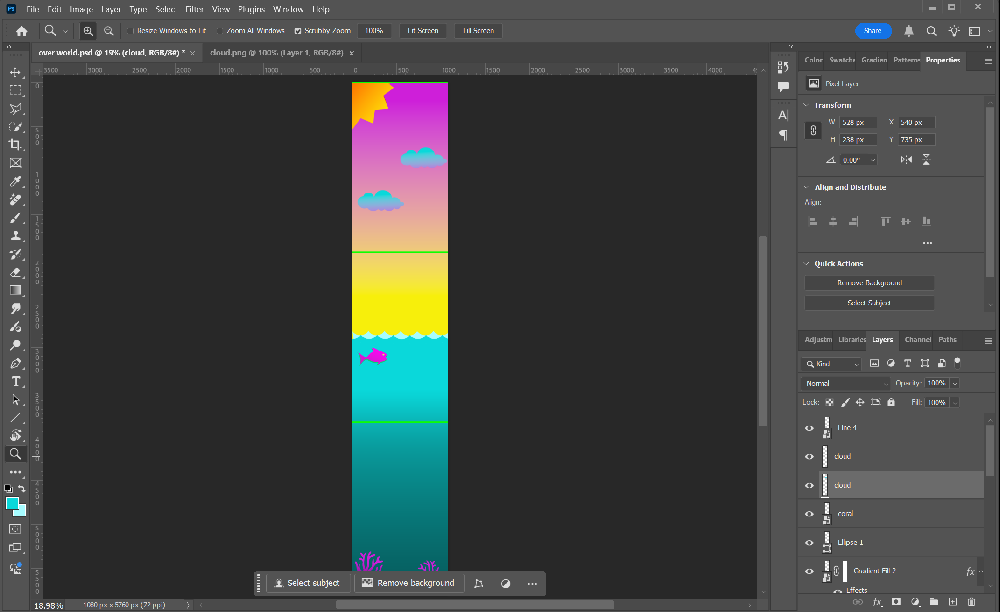 Ps File Edit Image Layer Type Select Filter View Plugins Window Help
Resize Windows to Fit Zoom All Windows Scrubby Zoom 100% Fit Screen Fill Screen Share
over world.psd @ 19% (cloud, RGB/8#) * cloud.png @ 100% (Layer 1, RGB/8#)
3500 3000 2500 2000 1500 1000 500 0 500 1000 1500 2000 2500 3000 3500 4000
0
500
1000
1500
2000
2500
3000
3500
4000
4500
5000
5500
Color Swatche Gradien Patterns Properties
Pixel Layer
Transform
W 528 px X 540 px
H 238 px Y 735 px
0.00°
Align and Distribute
Align:
Quick Actions
Remove Background
Select Subject
Adjustm Libraries Layers Channel Paths
Kind
Normal Opacity: 100%
Lock: Fill: 100%
Line 4
cloud
cloud
coral
Ellipse 1
Gradient Fill 2 fx
Effects
Select subject Remove background
18.98% 1080 px x 5760 px (72 ppi)
fx